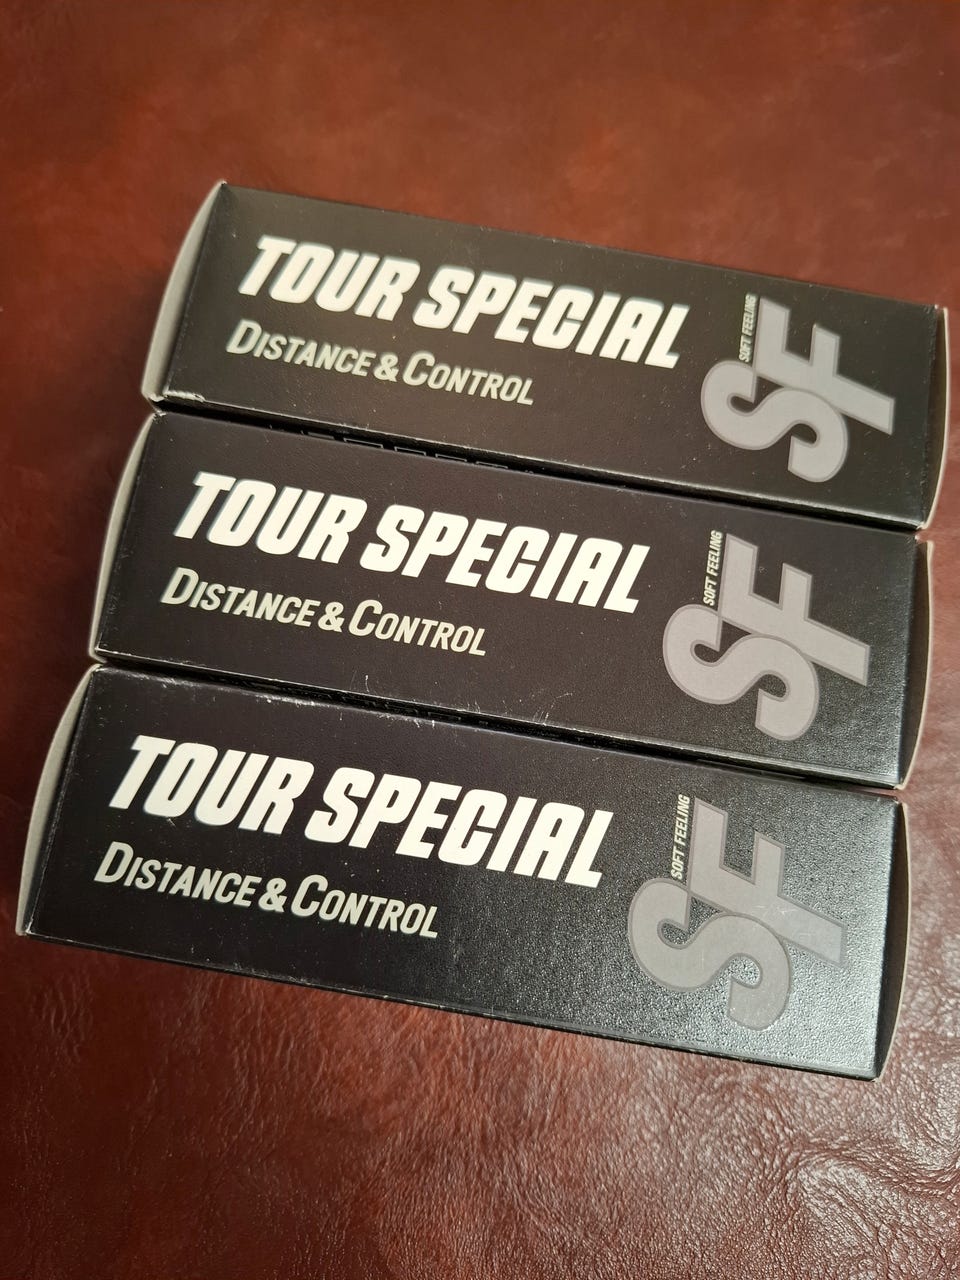 TOUR SPECIAL
DISTANCE & CONTROL
SOFT FEELING
SF
TOUR SPECIAL
DISTANCE & CONTROL
SOFT FEELING
SF
TOUR SPECIAL
DISTANCE & CONTROL
SOFT FEELING
SF